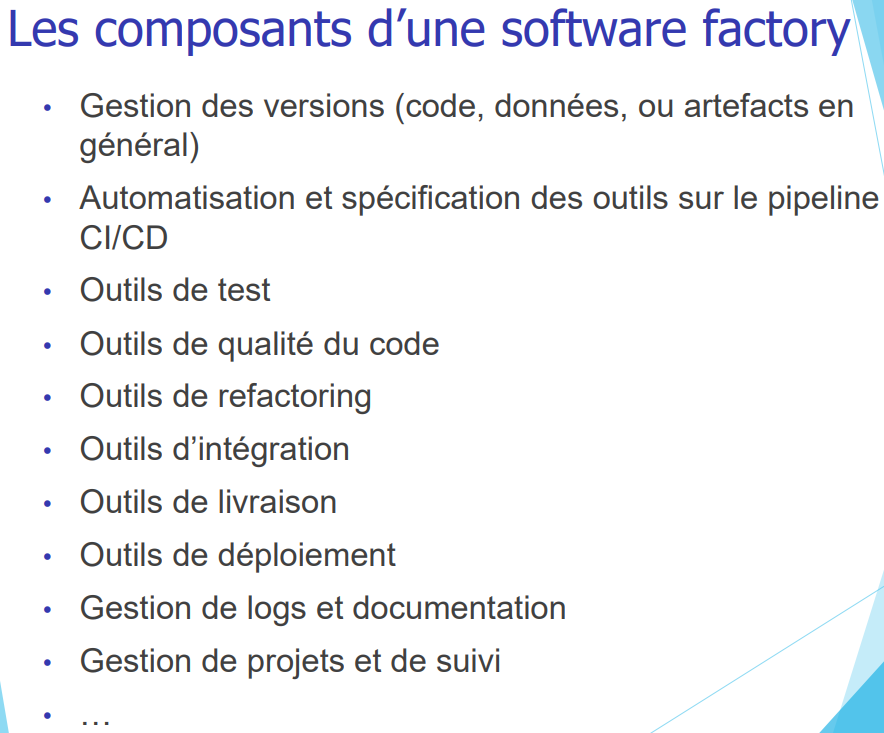 Les composants d’une software factory
• Gestion des versions (code, données, ou artefacts en
général)
• Automatisation et spécification des outils sur le pipeline
CI/CD
• Outils de test
• Outils de qualité du code
• Outils de refactoring
• Outils d’intégration
• Outils de livraison
• Outils de déploiement
• Gestion de logs et documentation
• Gestion de projets et de suivi
• …